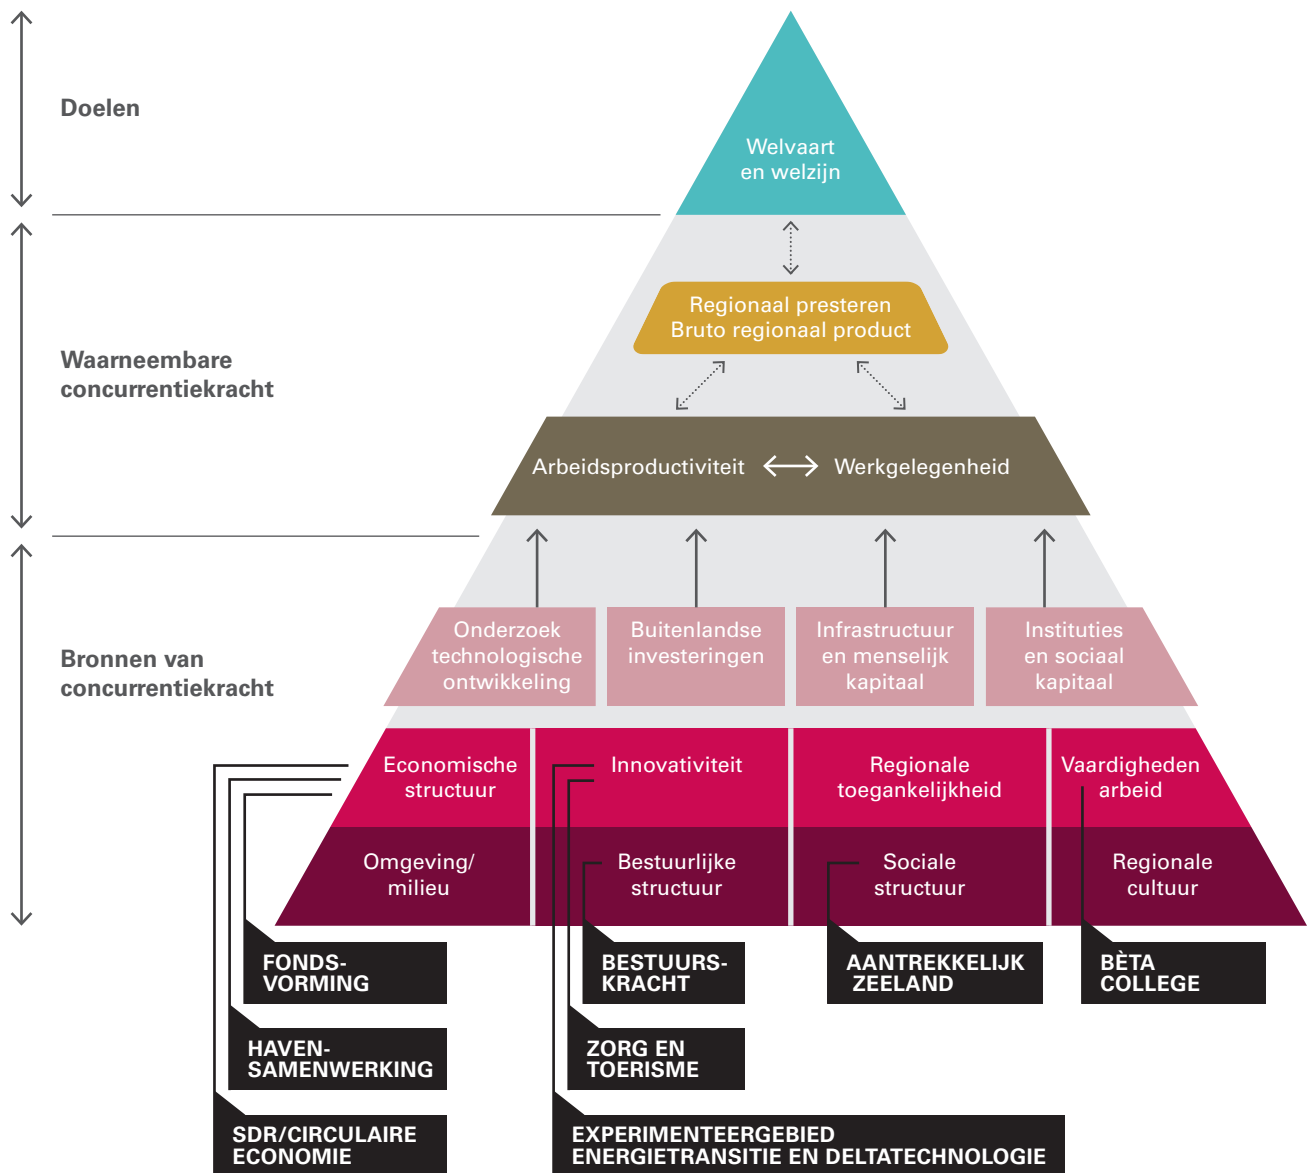 Doelen
Welvaart
en welzijn
Waarneembare
concurrentiekracht
Regionaal presteren
Bruto regionaal product
Arbeidsproductiviteit
Werkgelegenheid
Bronnen van
concurrentiekracht
Onderzoek
technologische
ontwikkeling
Buitenlandse
investeringen
Infrastructuur
en menselijk
kapitaal
Instituties
en sociaal
kapitaal
Economische
structuur
Innovativiteit
Regionale
toegankelijkheid
Vaardigheden
arbeid
Omgeving/
milieu
Bestuurlijke
structuur
Sociale
structuur
Regionale
cultuur
FONDS-
VORMING
BESTUURS-
KRACHT
AANTREKKELIJK
ZEELAND
BÈTA
COLLEGE
HAVEN-
SAMENWERKING
ZORG EN
TOERISME
SDR/CIRCULAIRE
ECONOMIE
EXPERIMENTEERGEBIED
ENERGIETRANSITIE EN DELTATECHNOLOGIE